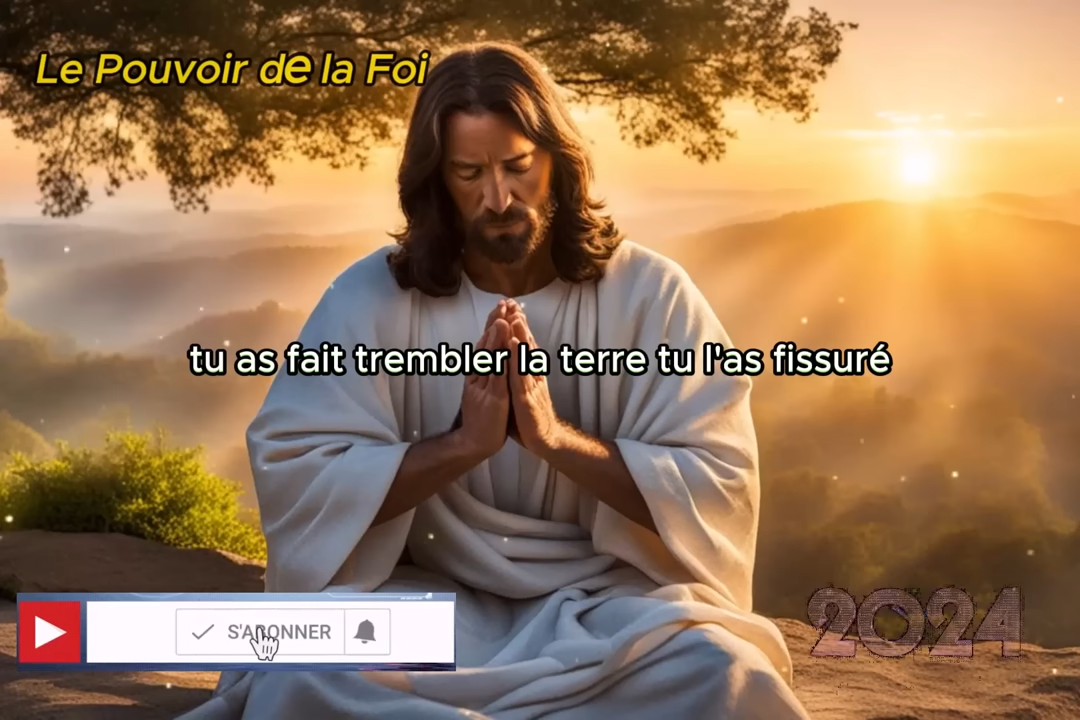 Le Pouvoir de la Foi
tu as fait trembler la terre tu l'as fissuré
S'ABONNER
2024